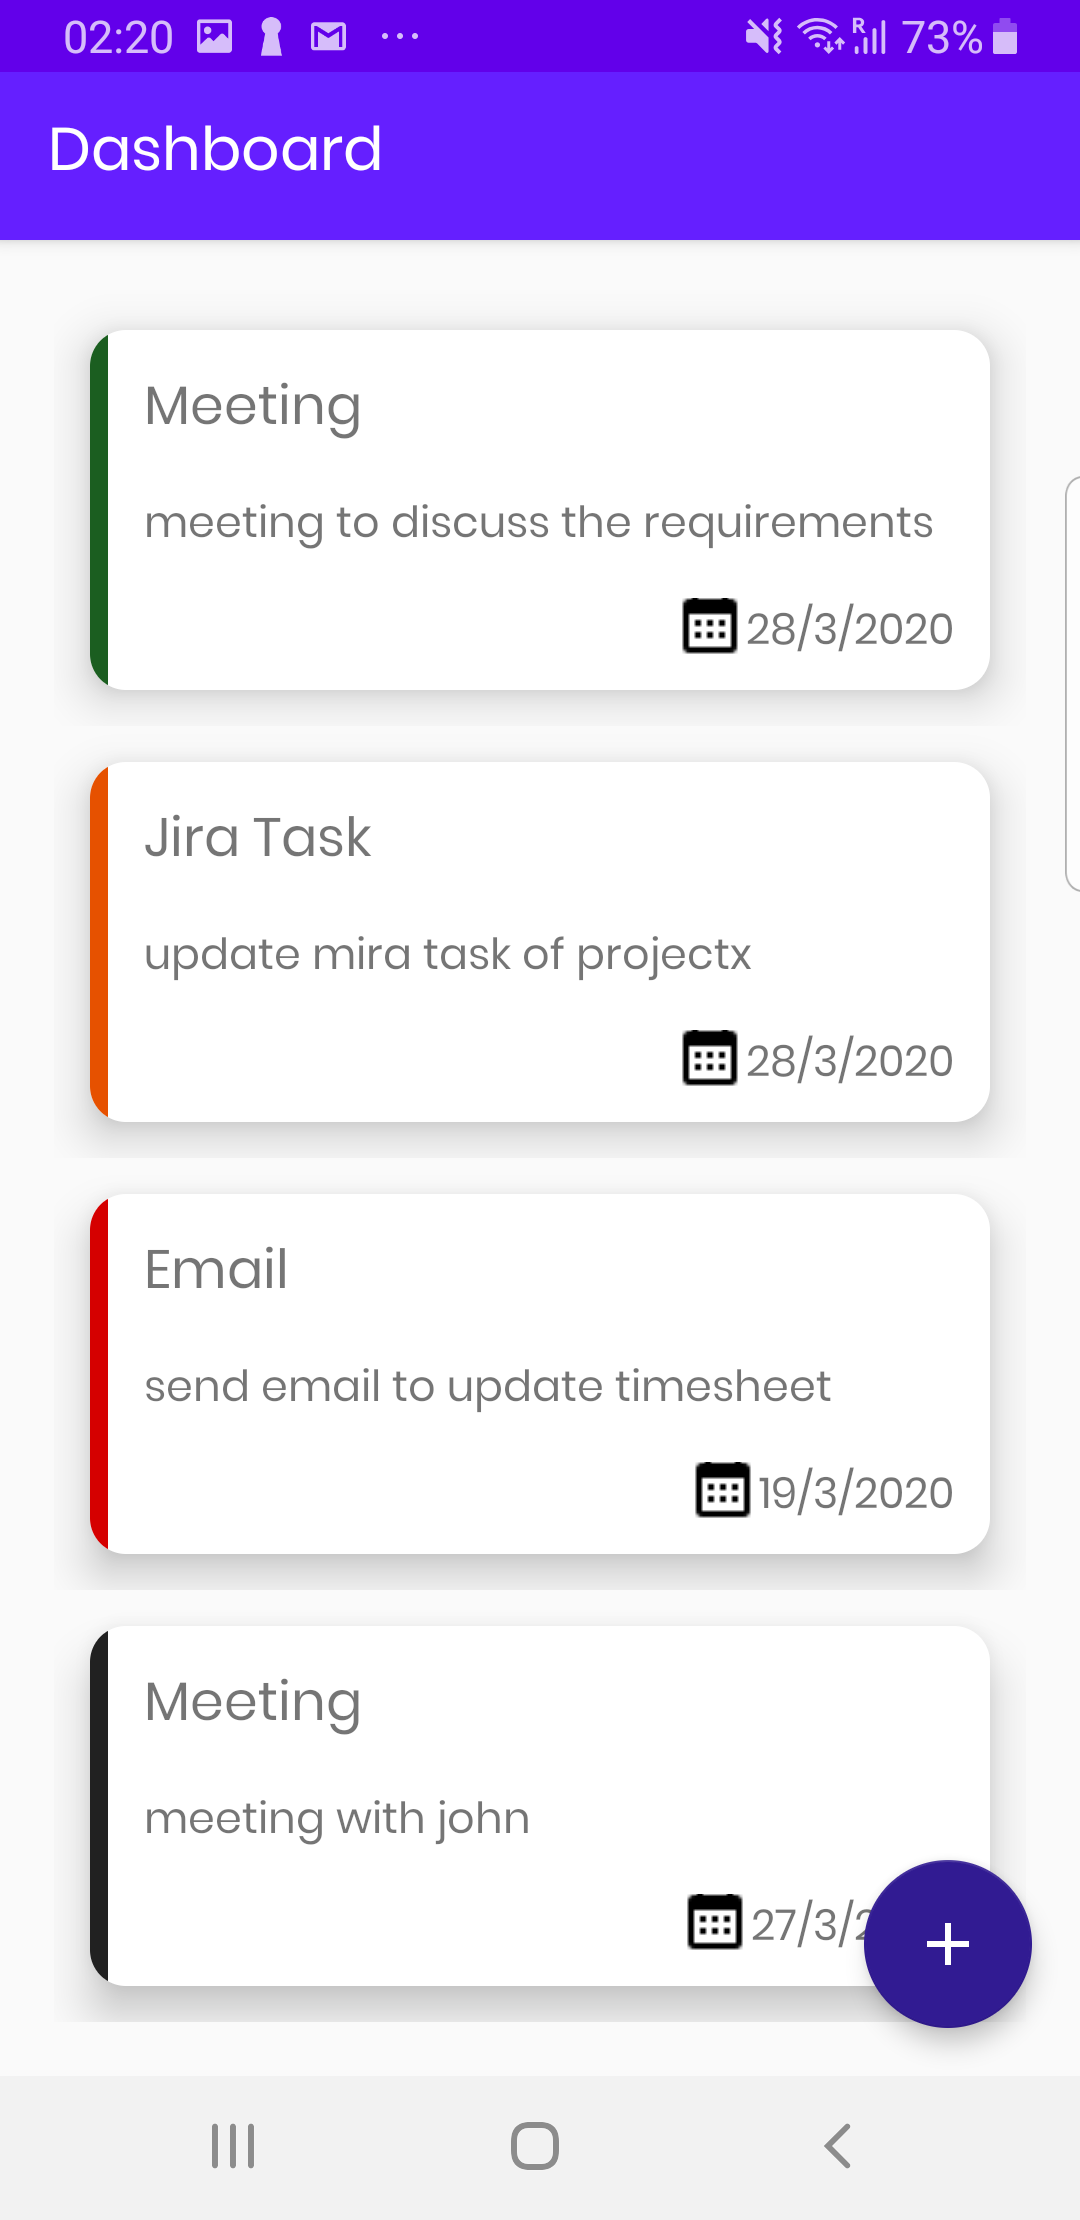 02:20 R 73%
Dashboard
Meeting
meeting to discuss the requirements
28/3/2020
Jira Task
update mira task of projectx
28/3/2020
Email
send email to update timesheet
19/3/2020
Meeting
meeting with john
27/3/2